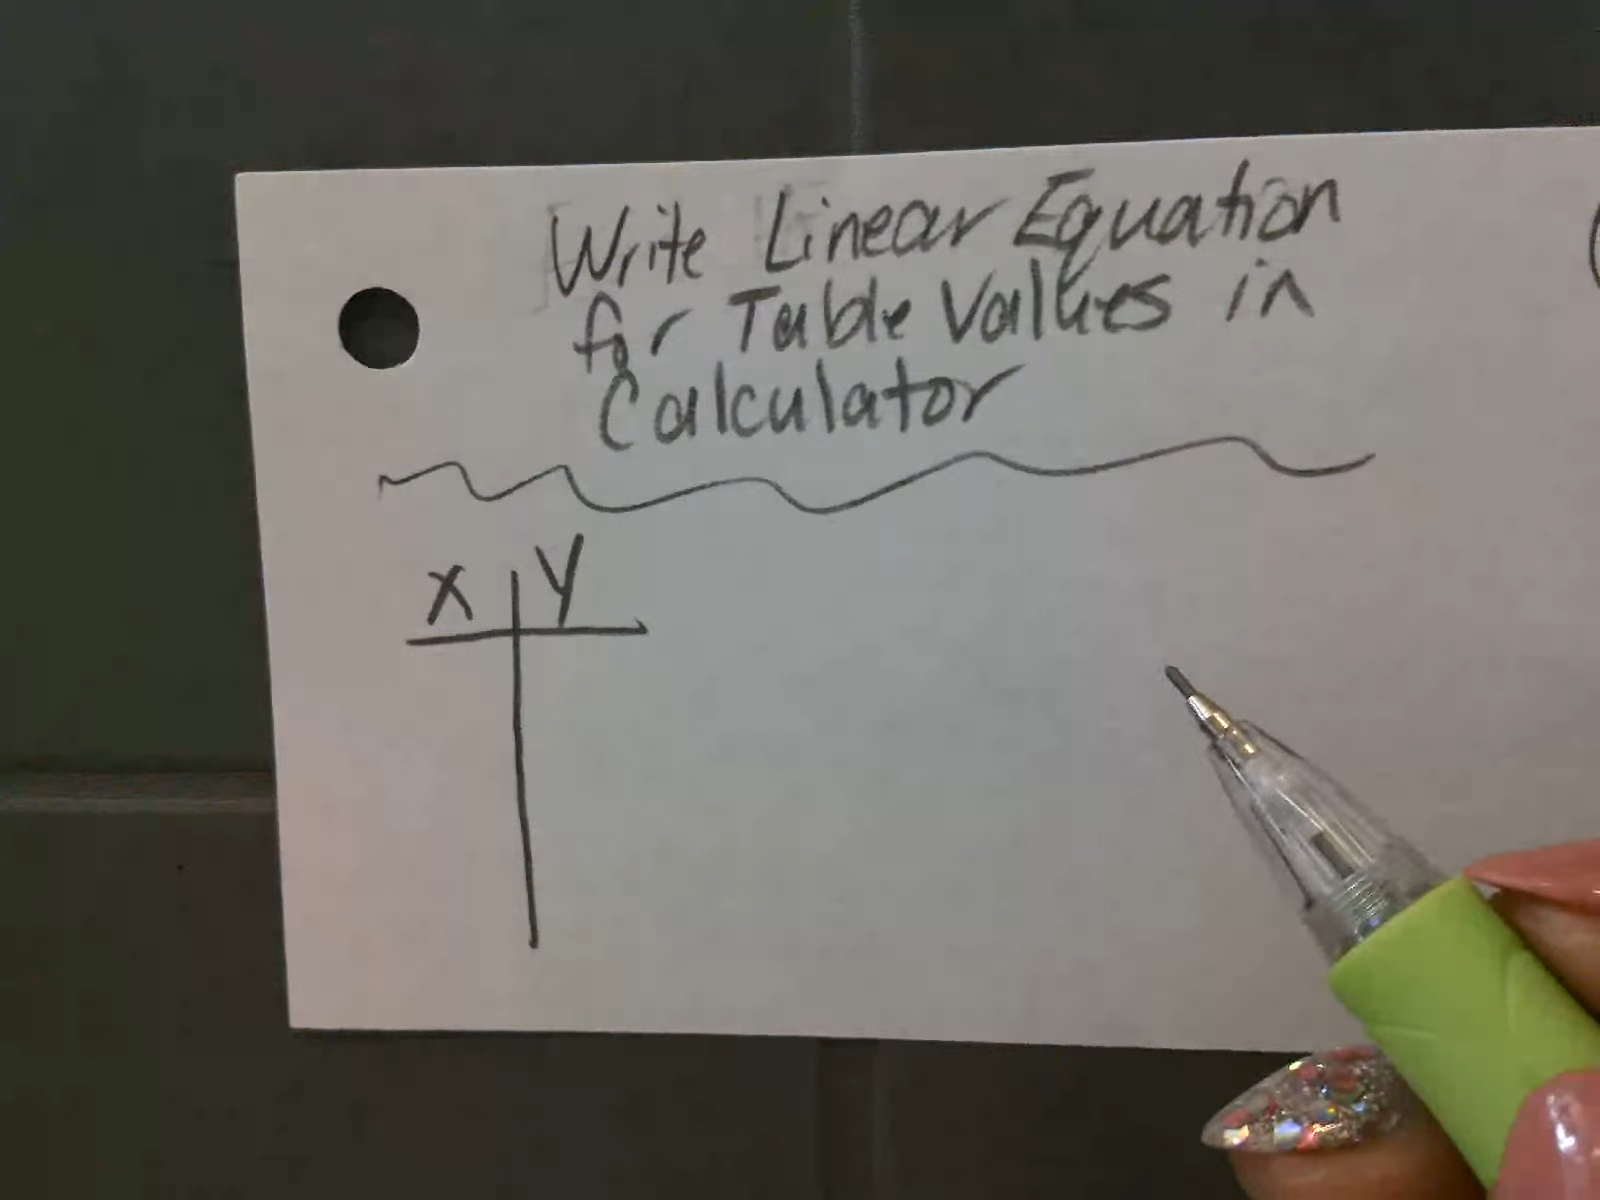 Write Linear Equation
for Table Values in
Calculator
X Y